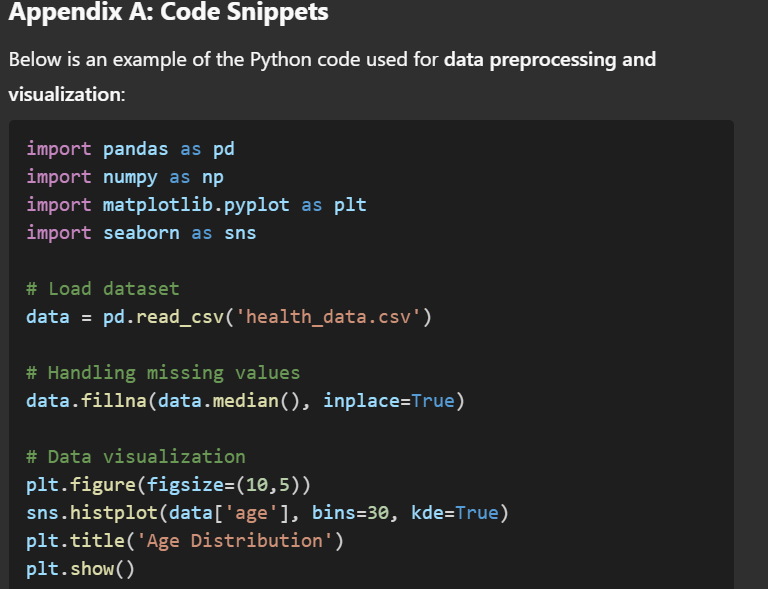 Appendix A: Code Snippets
Below is an example of the Python code used for data preprocessing and
visualization:
import pandas as pd
import numpy as np
import matplotlib.pyplot as plt
import seaborn as sns
# Load dataset
data = pd.read_csv('health_data.csv')
# Handling missing values
data.fillna(data.median(), inplace=True)
# Data visualization
plt.figure(figsize=(10,5))
sns.histplot(data['age'], bins=30, kde=True)
plt.title('Age Distribution')
plt.show()